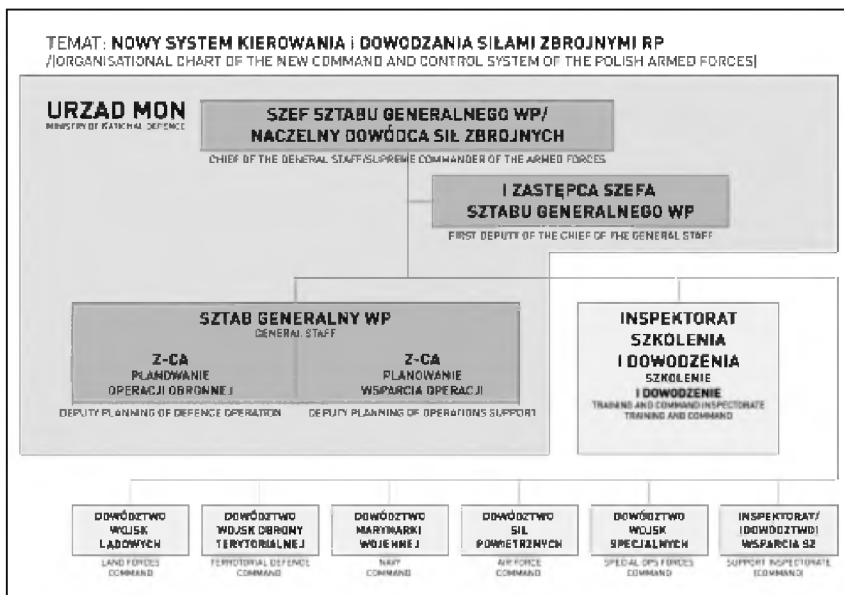 TEMAT: NOWY SYSTEM KIEROWANIA i DOWODZANIA SIŁAMI ZBROJNYMI RP
/|ORGANISATIONAL CHART OF THE NEW COMMAND AND CONTROL SYSTEM OF THE POLISH ARMED FORCES|
URZAD MON
MINISTRY OF NATIONAL DEFENCE
SZEF SZTABU GENERALNEGO WP/
NACZELNY DOWÓDCA SIŁ ZBROJNYCH
CHIEF OF THE GENERAL STAFF/SUPREME COMMANDER OF THE ARMED FORCES
I ZASTĘPCA SZEFA
SZTABU GENERALNEGO WP
FIRST DEPUTY OF THE CHIEF OF THE GENERAL STAFF
SZTAB GENERALNY WP
GENERAL STAFF
Z-CA
PLANOWANIE
OPERACJI OBRONNEJ
Z-CA
PLANOWANIE
WSPARCIA OPERACJI
DEPUTY PLANNING OF DEFENCE OPERATION
DEPUTY PLANNING OF OPERATIONS SUPPORT
INSPEKTORAT
SZKOLENIA
I DOWODZENIA
SZKOLENIE
I DOWODZENIE
TRAINING AND COMMAND INSPECTORATE
TRAINING AND COMMAND
DOWÓDZTWO
WOJSK
LĄDOWYCH
LAND FORCES
COMMAND
DOWÓDZTWO
WOJSK OBRONY
TERYTORIALNEJ
TERRITORIAL DEFENCE
COMMAND
DOWÓDZTWO
MARYNARKI
WOJENNEJ
NAVY
COMMAND
DOWÓDZTWO
SIŁ
POWIETRZNYCH
AIR FORCE
COMMAND
DOWÓDZTWO
WOJSK
SPECJALNYCH
SPECIAL OPS FORCES
COMMAND
INSPEKTORAT/
(DOWÓDZTWO)
WSPARCIA SZ
SUPPORT INSPECTORATE
(COMMAND)